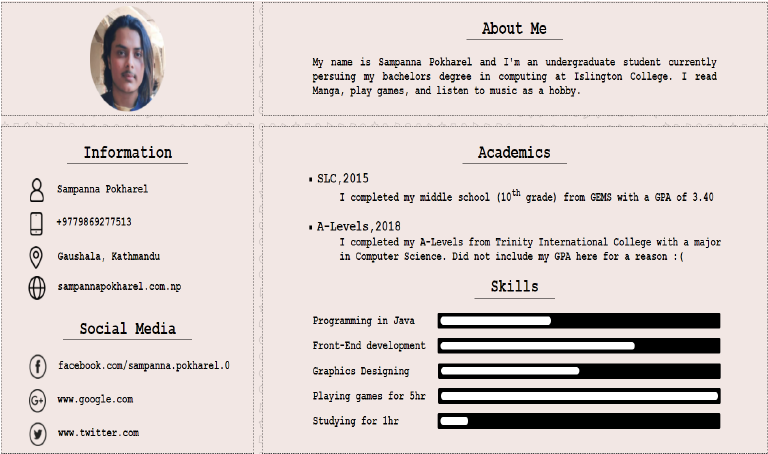 About Me
My name is Sampanna Pokharel and I'm an undergraduate student currently
persuing my bachelors degree in computing at Islington College. I read
Manga, play games, and listen to music as a hobby.
Information
Sampanna Pokharel
+9779869277513
Gaushala, Kathmandu
sampannapokharel.com.np
Social Media
facebook.com/sampanna.pokharel.0
G+ www.google.com
www.twitter.com
Academics
▪ SLC,2015
I completed my middle school (10th grade) from GEMS with a GPA of 3.40
▪ A-Levels,2018
I completed my A-Levels from Trinity International College with a major
in Computer Science. Did not include my GPA here for a reason :(
Skills
Programming in Java
Front-End development
Graphics Designing
Playing games for 5hr
Studying for 1hr